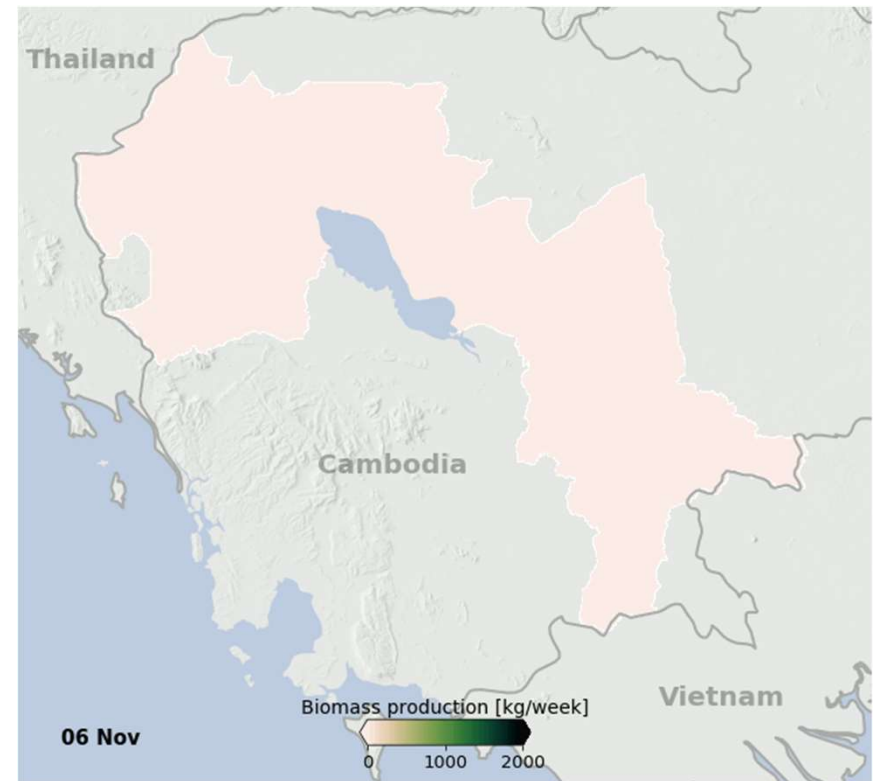 Thailand
Cambodia
Vietnam
Biomass production [kg/week]
06 Nov
0 1000 2000